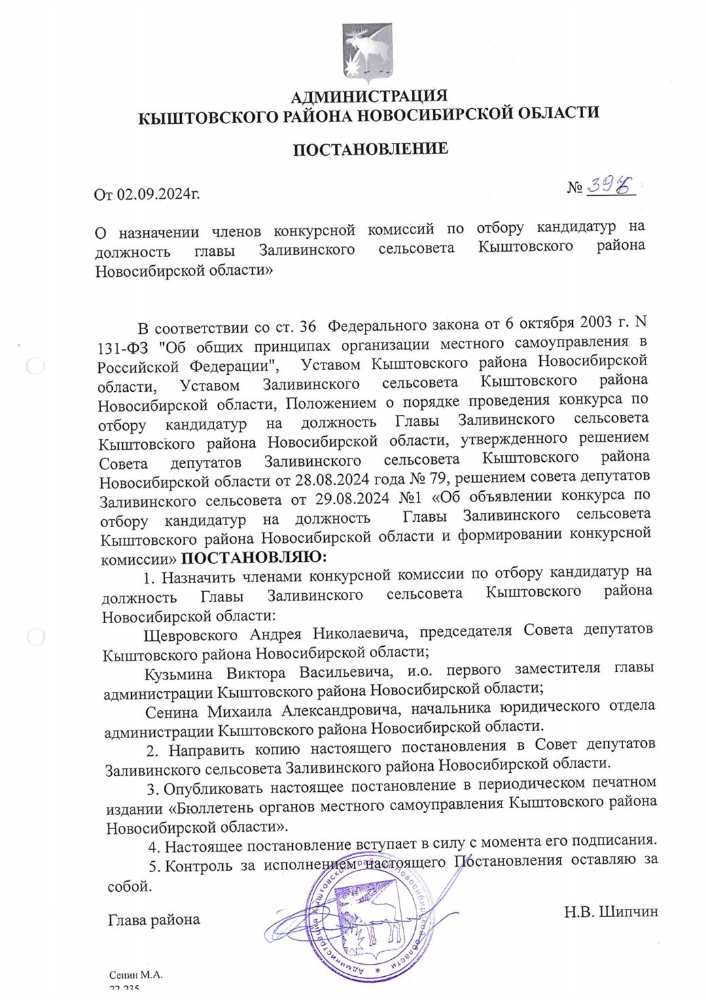 АДМИНИСТРАЦИЯ
КЫШТОВСКОГО РАЙОНА НОВОСИБИРСКОЙ ОБЛАСТИ
ПОСТАНОВЛЕНИЕ
От 02.09.2024г.
№ 39
О назначении членов конкурсной комиссий по отбору кандидатур на
должность главы Заливинского сельсовета Кыштовского района
Новосибирской области»
В соответствии со ст. 36 Федерального закона от 6 октября 2003 г. N
131-ФЗ "Об общих принципах организации местного самоуправления в
Российской Федерации", Уставом Кыштовского района Новосибирской
области, Уставом Заливинского сельсовета Кыштовского района
Новосибирской области, Положением о порядке проведения конкурса по
отбору кандидатур на должность Главы Заливинского сельсовета
Кыштовского района Новосибирской области, утвержденного решением
Совета депутатов Заливинского сельсовета Кыштовского района
Новосибирской области от 28.08.2024 года № 79, решением совета депутатов
Заливинского сельсовета от 29.08.2024 №1 «Об объявлении конкурса по
отбору кандидатур на должность Главы Заливинского сельсовета
Кыштовского района Новосибирской области и формировании конкурсной
комиссии» ПОСТАНОВЛЯЮ:
1. Назначить членами конкурсной комиссии по отбору кандидатур на
должность Главы Заливинского сельсовета Кыштовского района
Новосибирской области:
Щевровского Андрея Николаевича, председателя Совета депутатов
Кыштовского района Новосибирской области;
Кузьмина Виктора Васильевича, и.о. первого заместителя главы
администрации Кыштовского района Новосибирской области;
Сенина Михаила Александровича, начальника юридического отдела
администрации Кыштовского района Новосибирской области.
2. Направить копию настоящего постановления в Совет депутатов
Заливинского сельсовета Заливинского района Новосибирской области.
3. Опубликовать настоящее постановление в периодическом печатном
издании «Бюллетень органов местного самоуправления Кыштовского района
Новосибирской области».
4. Настоящее постановление вступает в силу с момента его подписания.
5. Контроль за исполнением настоящего Постановления оставляю за
собой.
Глава района
Н.В. Шипчин
Администрация Кыштовского района Новосибирской области *
Сенин М.А.
22 235